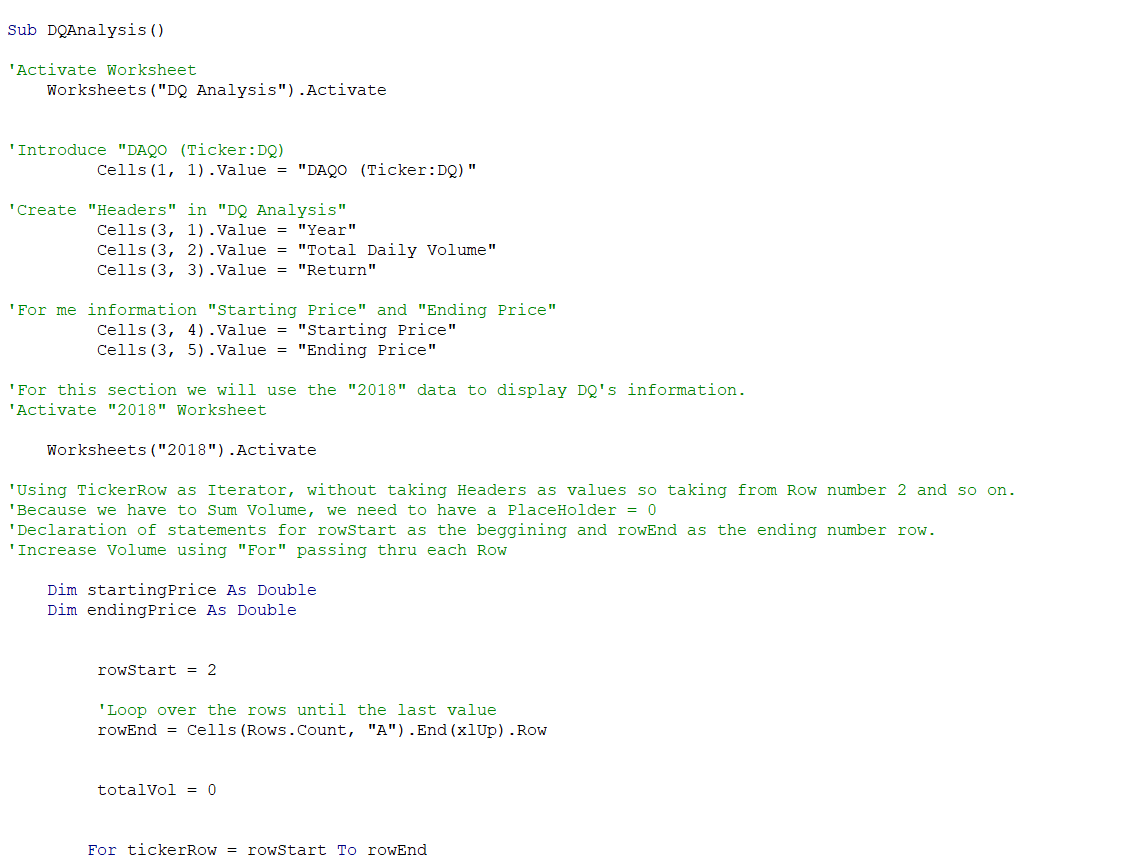 Sub DQAnalysis()
'Activate Worksheet
Worksheets("DQ Analysis").Activate
'Introduce "DAQO (Ticker:DQ)
Cells(1, 1).Value = "DAQO (Ticker:DQ)"
'Create "Headers" in "DQ Analysis"
Cells(3, 1).Value = "Year"
Cells(3, 2).Value = "Total Daily Volume"
Cells(3, 3).Value = "Return"
'For me information "Starting Price" and "Ending Price"
Cells(3, 4).Value = "Starting Price"
Cells(3, 5).Value = "Ending Price"
'For this section we will use the "2018" data to display DQ's information.
'Activate "2018" Worksheet
Worksheets("2018").Activate
'Using TickerRow as Iterator, without taking Headers as values so taking from Row number 2 and so on.
'Because we have to Sum Volume, we need to have a PlaceHolder = 0
'Declaration of statements for rowStart as the beggining and rowEnd as the ending number row.
'Increase Volume using "For" passing thru each Row
Dim startingPrice As Double
Dim endingPrice As Double
rowStart = 2
'Loop over the rows until the last value
rowEnd = Cells(Rows.Count, "A").End(xlUp).Row
totalVol = 0
For tickerRow = rowStart To rowEnd